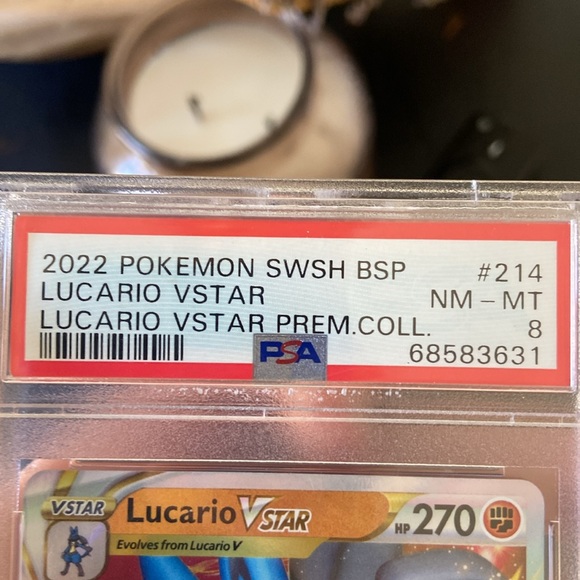 2022 POKEMON SWSH BSP #214
LUCARIO VSTAR NM - MT
LUCARIO VSTAR PREM.COLL. 8
PSA 68583631
VSTAR Lucario VSTAR HP 270
Evolves from Lucario V